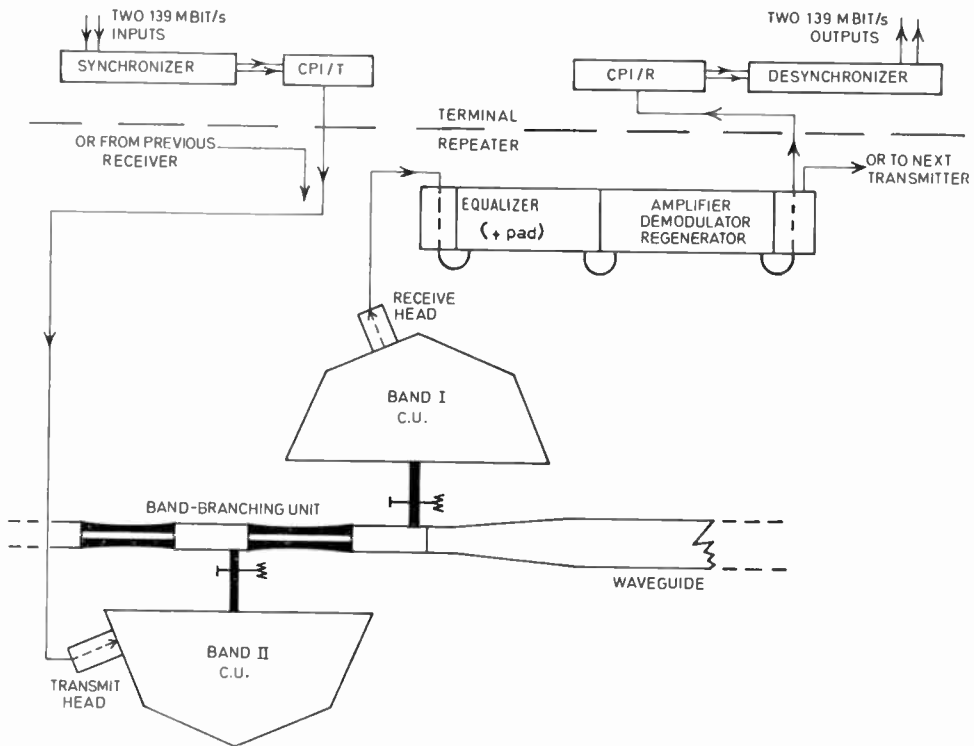 TWO 139 MBIT/s
INPUTS
SYNCHRONIZER
CPI/T
TWO 139 MBIT/s
OUTPUTS
CPI/R
DESYNCHRONIZER
TERMINAL
REPEATER
OR FROM PREVIOUS
RECEIVER
OR TO NEXT
TRANSMITTER
EQUALIZER
(+ pad)
AMPLIFIER
DEMODULATOR
REGENERATOR
RECEIVE
HEAD
BAND I
C.U.
BAND-BRANCHING UNIT
WAVEGUIDE
BAND II
C.U.
TRANSMIT
HEAD